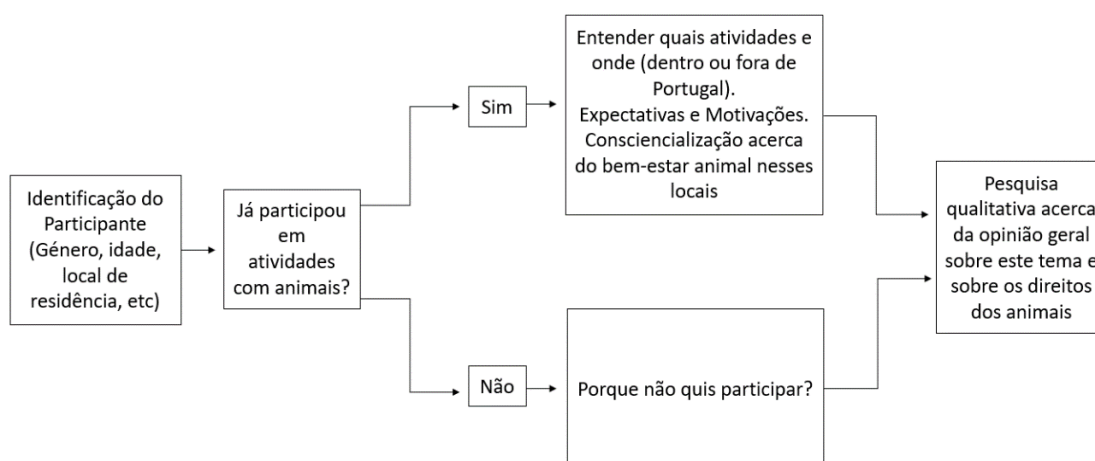 Identificação do
Participante
(Género, idade,
local de
residência, etc)
Já participou
em
atividades
com animais?
Sim
Entender quais atividades e
onde (dentro ou fora de
Portugal).
Expectativas e Motivações.
Consciencialização acerca
do bem-estar animal nesses
locais
Não
Porque não quis participar?
Pesquisa
qualitativa acerca
da opinião geral
sobre este tema e
sobre os direitos
dos animais